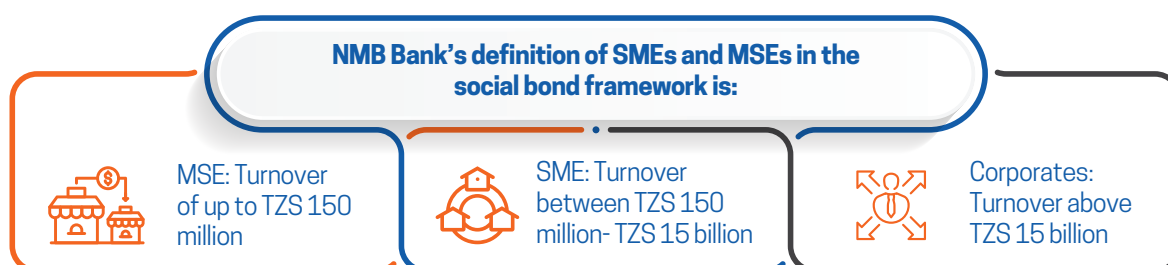 NMB Bank’s definition of SMEs and MSEs in the
social bond framework is:
MSE: Turnover
of up to TZS 150
million
SME: Turnover
between TZS 150
million- TZS 15 billion
Corporates:
Turnover above
TZS 15 billion